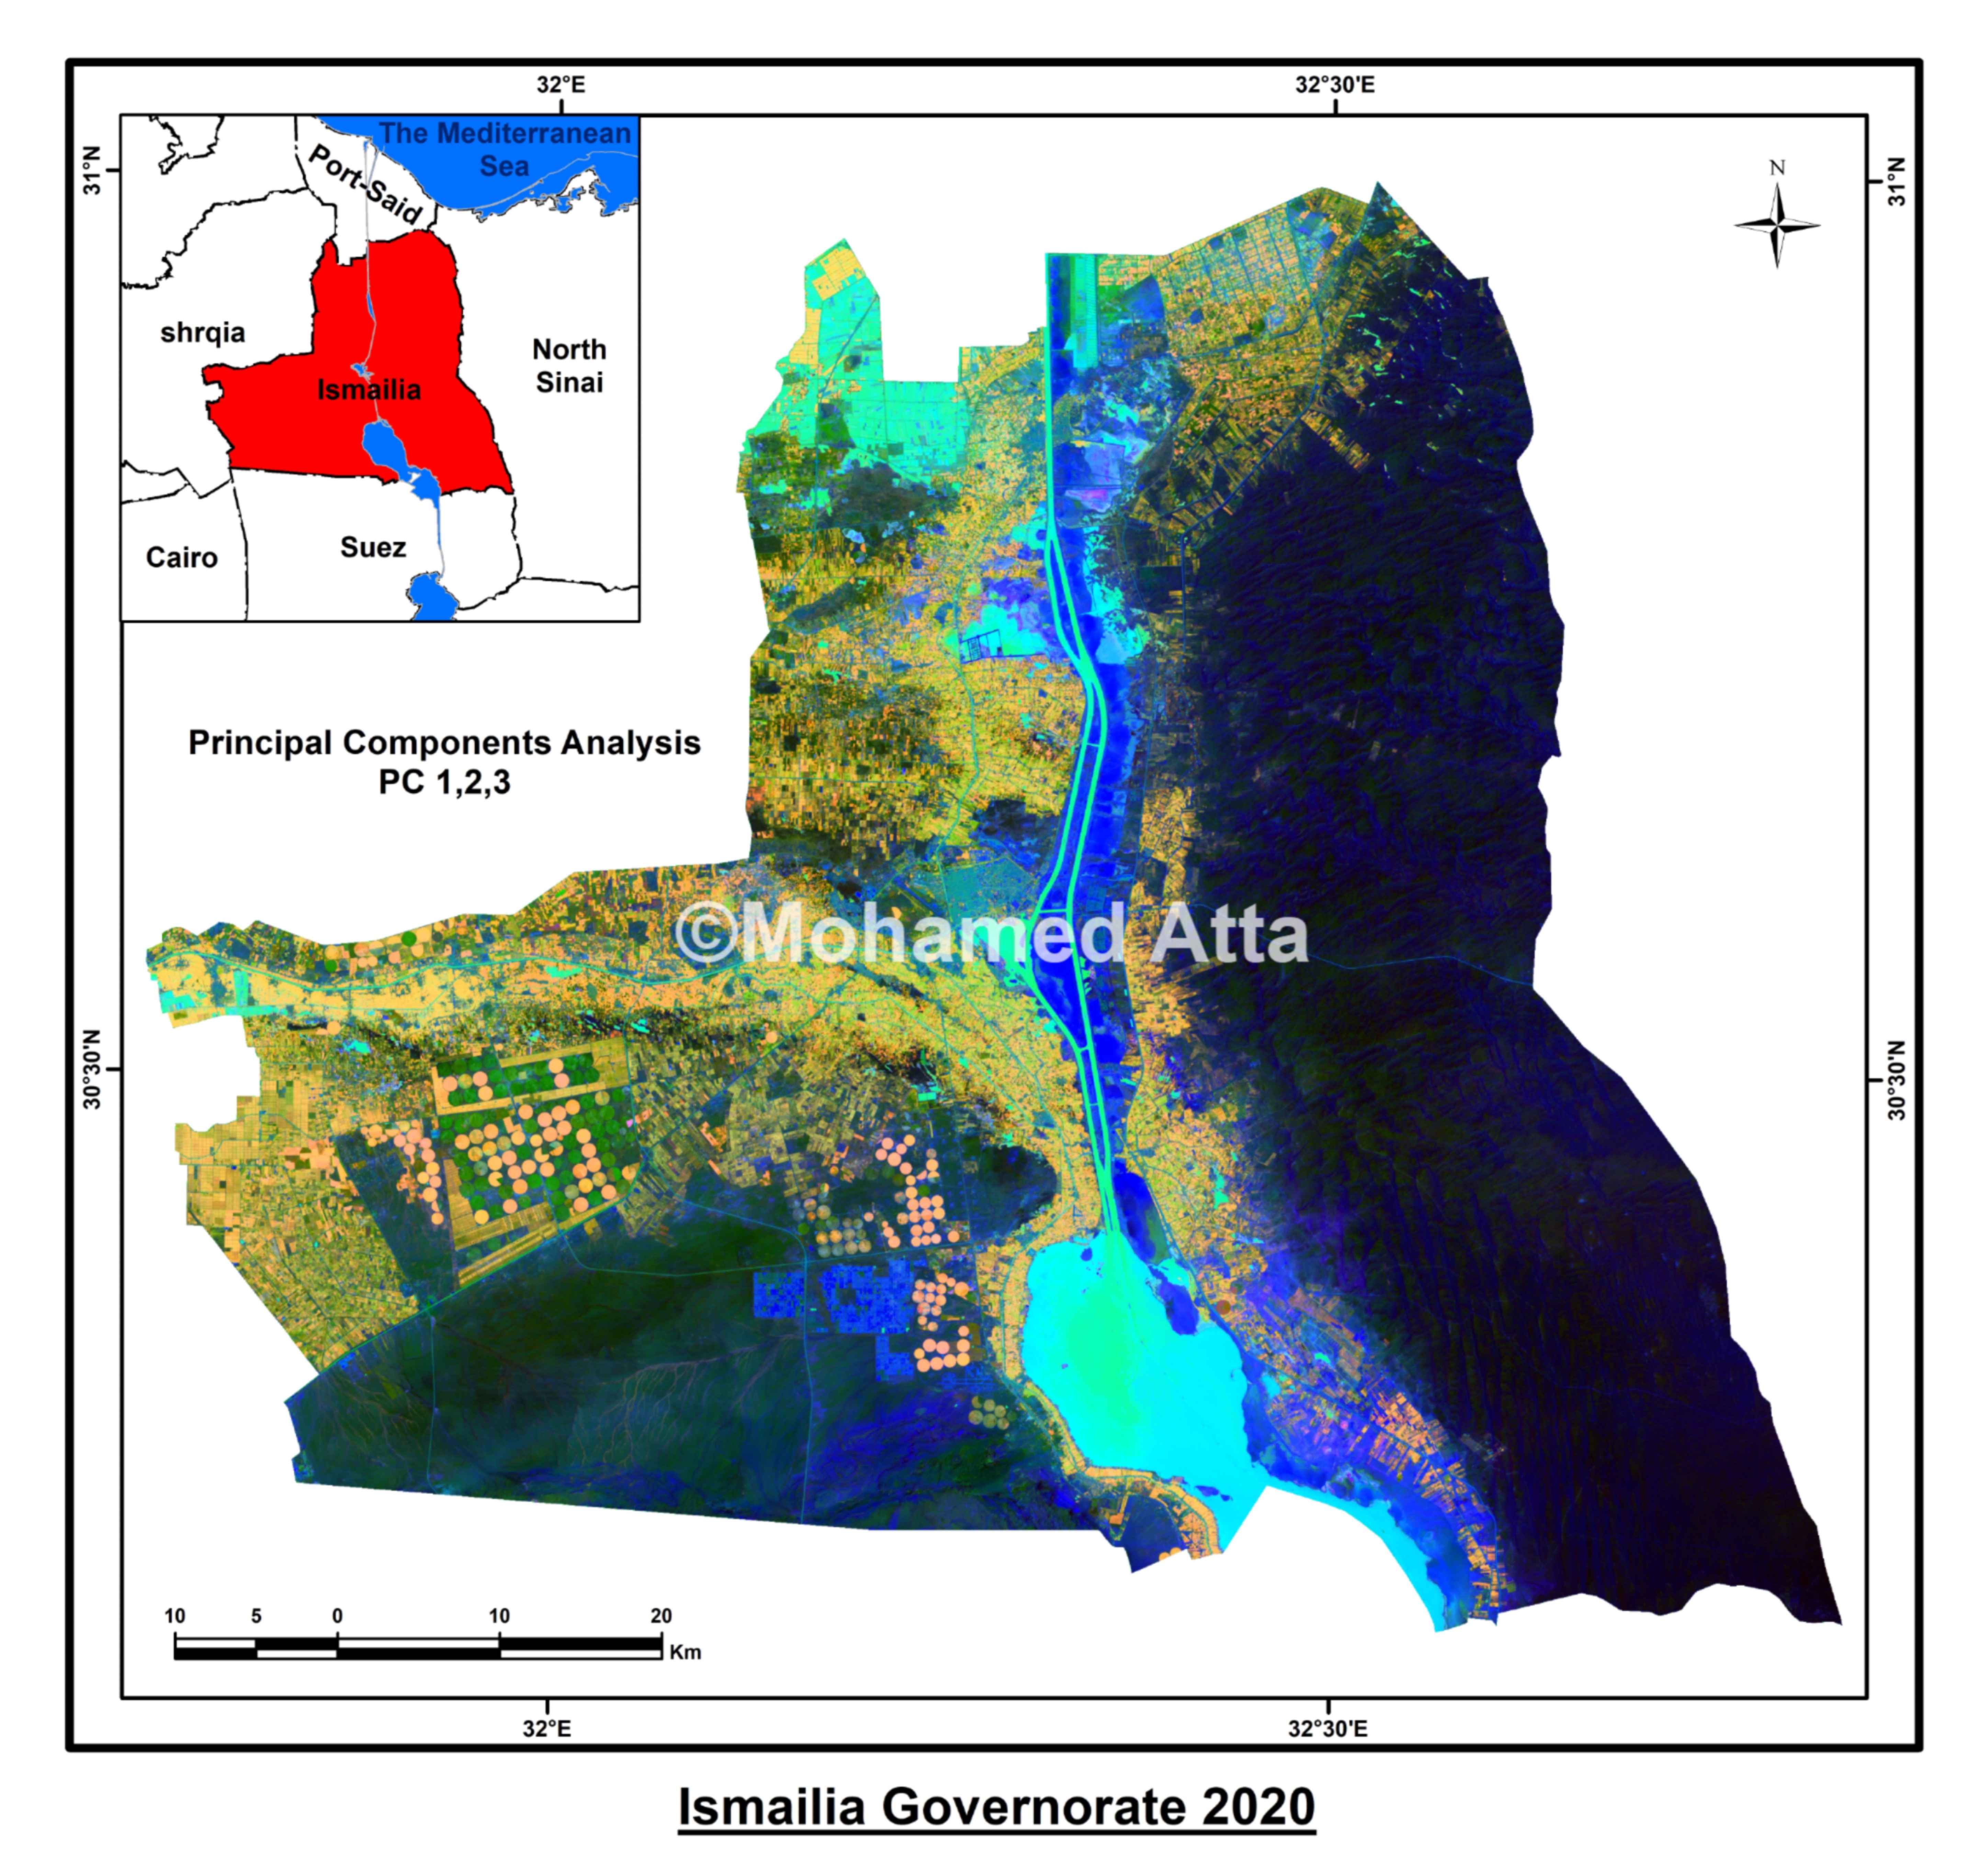 32°E
32°30'E
31°N
31°N
The Mediterranean
Sea
Port-Said
shrqia
North
Sinai
Ismailia
Cairo
Suez
N
Principal Components Analysis
PC 1,2,3
©Mohamed Atta
30°30'N
30°30'N
10 5 0 10 20
Km
32°E
32°30'E
Ismailia Governorate 2020